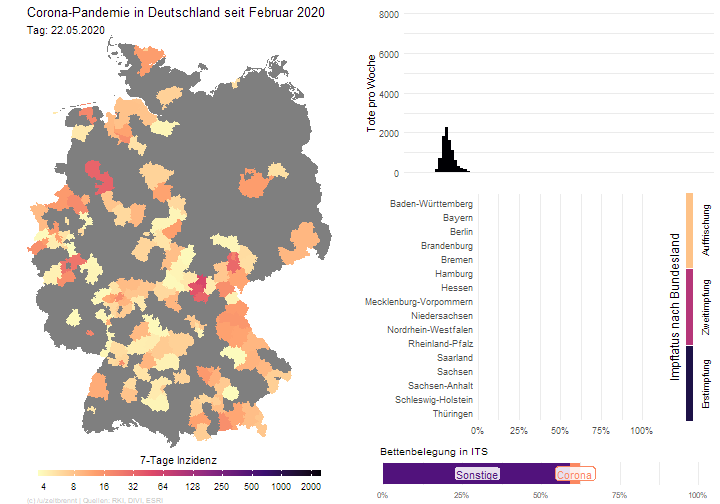 Corona-Pandemie in Deutschland seit Februar 2020
Tag: 22.05.2020
7-Tage Inzidenz
4 8 16 32 64 125 250 500 1000 2000
Tote pro Woche
8000
6000
4000
2000
0
Baden-Württemberg
Bayern
Berlin
Brandenburg
Bremen
Hamburg
Hessen
Mecklenburg-Vorpommern
Niedersachsen
Nordrhein-Westfalen
Rheinland-Pfalz
Saarland
Sachsen
Sachsen-Anhalt
Schleswig-Holstein
Thüringen
0% 25% 50% 75% 100%
Impfstatus nach Bundesland
Auffrischung
Zweitimpfung
Erstimpfung
Bettenbelegung in ITS
Sonstige
Corona
0% 25% 50% 75% 100%
Quellen: RKI, DIVI, ESRI